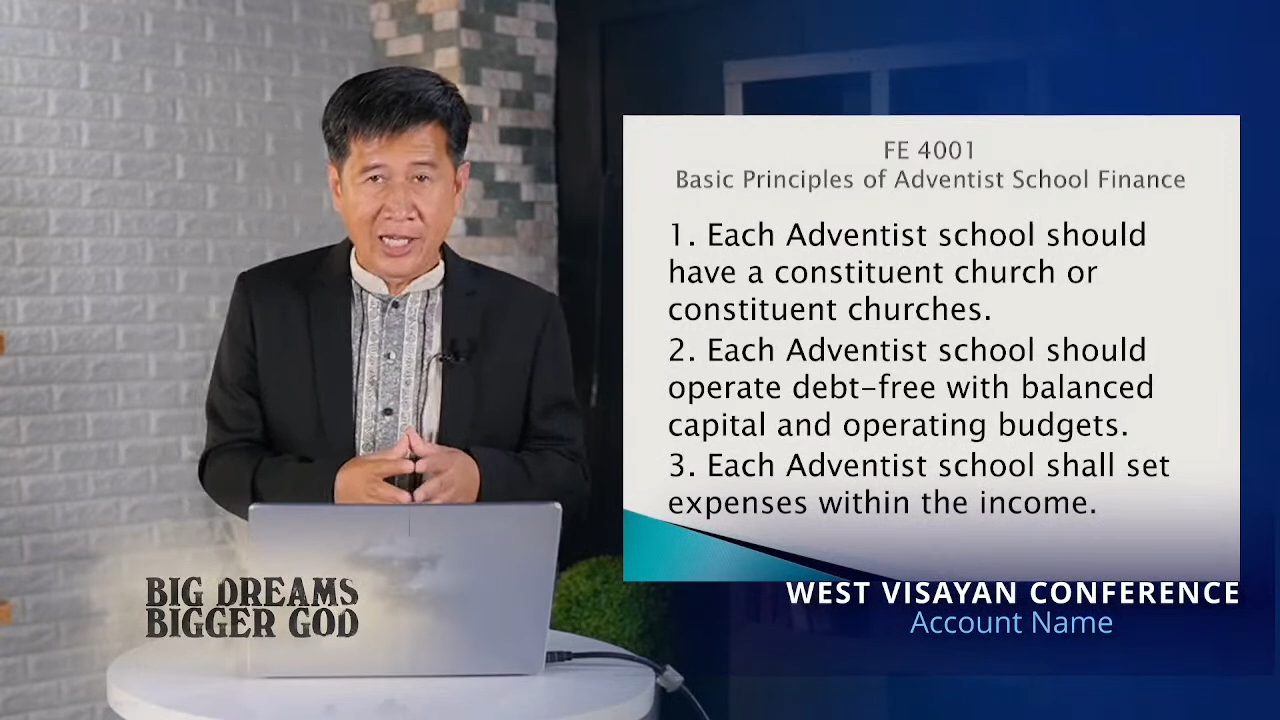 FE 4001
Basic Principles of Adventist School Finance
1. Each Adventist school should
have a constituent church or
constituent churches.
2. Each Adventist school should
operate debt-free with balanced
capital and operating budgets.
3. Each Adventist school shall set
expenses within the income.
WEST VISAYAN CONFERENCE
Account Name
BIG DREAMS
BIGGER GOD